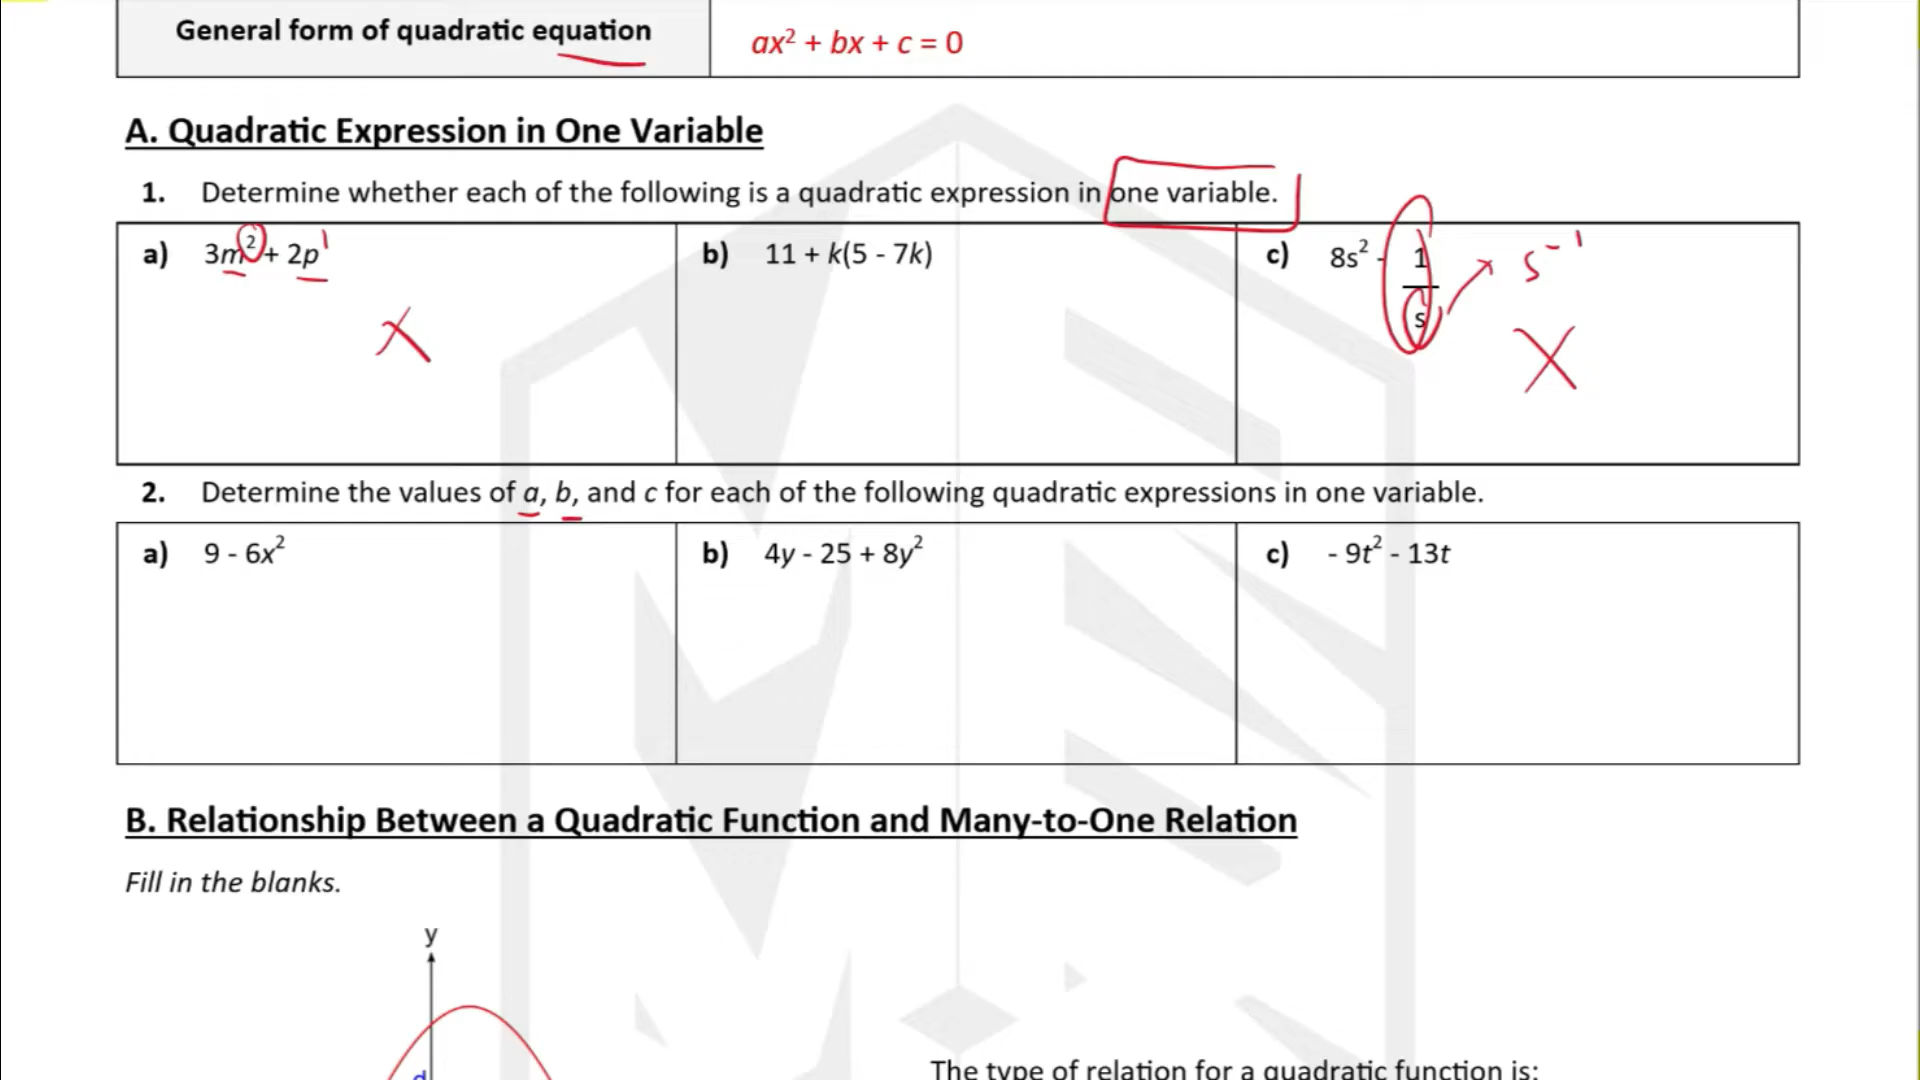 General form of quadratic equation
ax² + bx + c = 0
A. Quadratic Expression in One Variable
1. Determine whether each of the following is a quadratic expression in one variable.
a) 3m² + 2p¹
X
b) 11 + k(5 - 7k)
c) 8s² - 1/s
s⁻¹
X
2. Determine the values of a, b, and c for each of the following quadratic expressions in one variable.
a) 9 - 6x²
b) 4y - 25 + 8y²
c) - 9t² - 13t
B. Relationship Between a Quadratic Function and Many-to-One Relation
Fill in the blanks.
y
d
The type of relation for a quadratic function is: